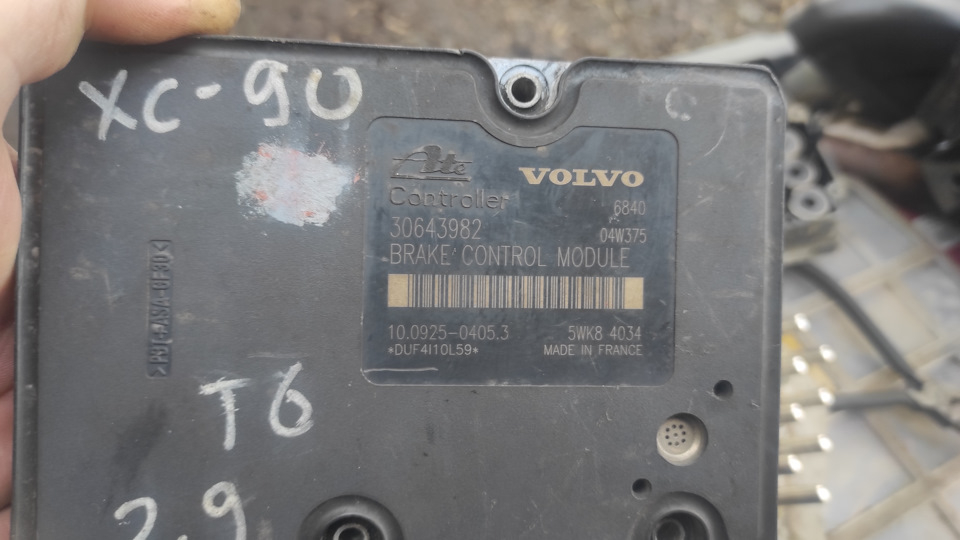 XC-90
Ate
VOLVO
Controller
6840
30643982
04W375
BRAKE CONTROL MODULE
10.0925-0405.3
5WK8 4034
*DUF4I10L59*
MADE IN FRANCE
T6
2.9